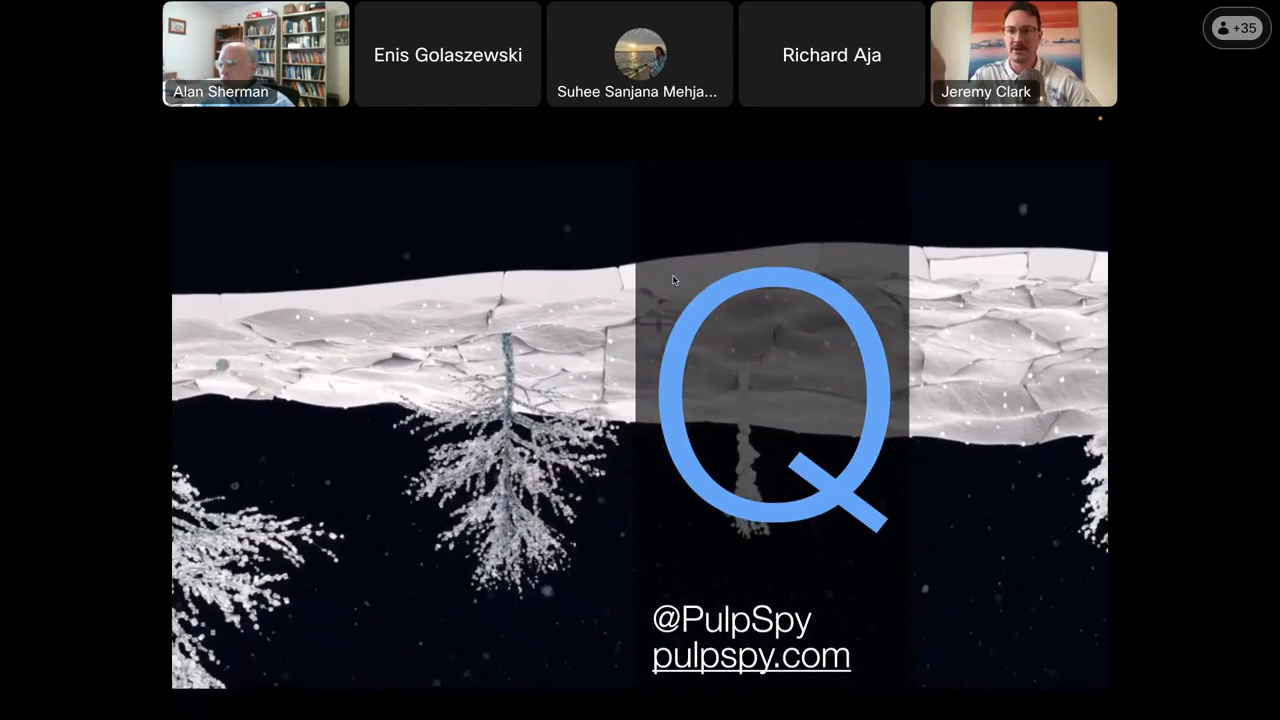 Alan Sherman
Enis Golaszewski
Suhee Sanjana Mehja...
Richard Aja
Jeremy Clark
+35
Q
@PulpSpy
pulpspy.com